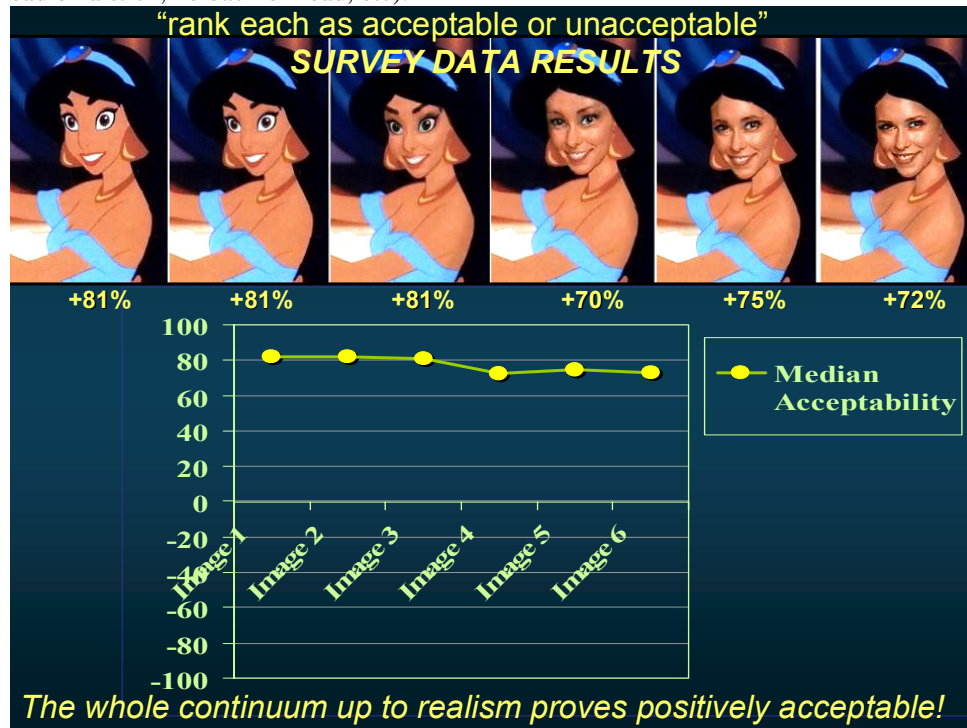 “rank each as acceptable or unacceptable”
SURVEY DATA RESULTS
+81% +81% +81% +70% +75% +72%
100
80
60
40
20
0
-20
-40
-60
-80
-100
Image 1
Image 2
Image 3
Image 4
Image 5
Image 6
Median
Acceptability
The whole continuum up to realism proves positively acceptable!